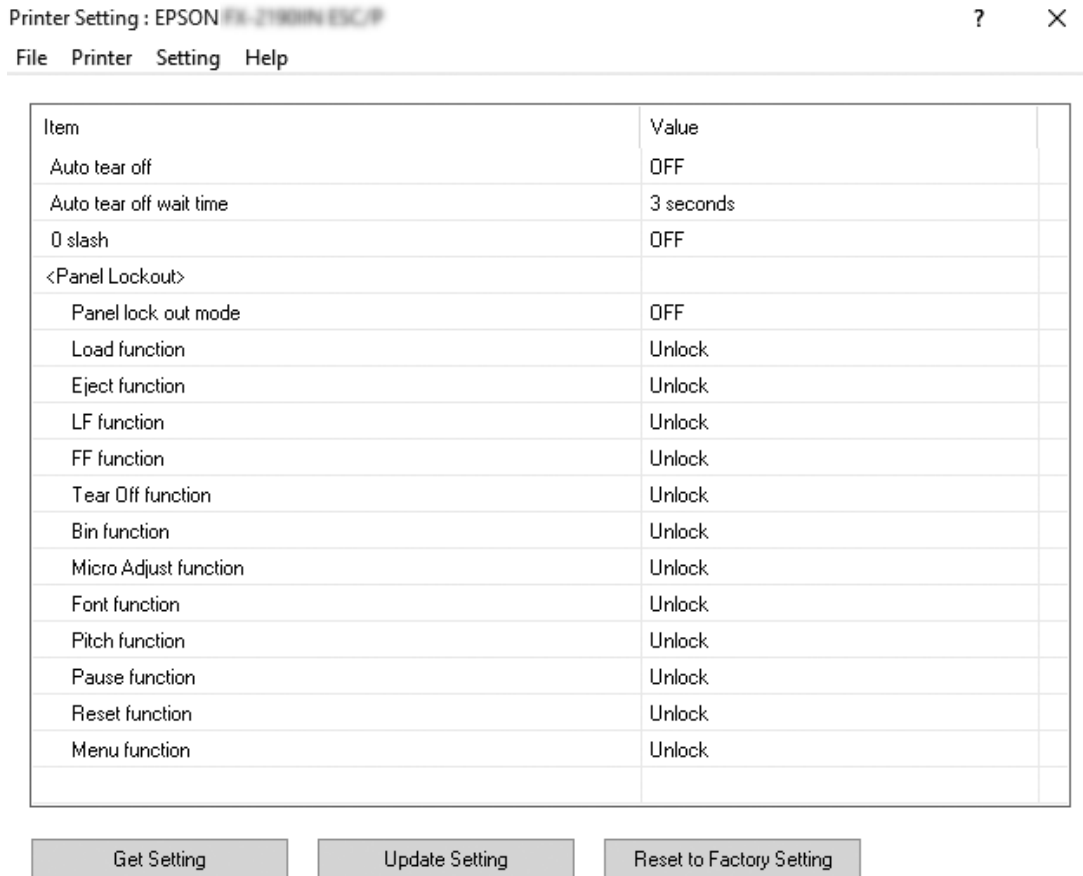 Printer Setting : EPSON
? ×
File Printer Setting Help
Item Value
Auto tear off OFF
Auto tear off wait time 3 seconds
0 slash OFF
<Panel Lockout>
Panel lock out mode OFF
Load function Unlock
Eject function Unlock
LF function Unlock
FF function Unlock
Tear Off function Unlock
Bin function Unlock
Micro Adjust function Unlock
Font function Unlock
Pitch function Unlock
Pause function Unlock
Reset function Unlock
Menu function Unlock
Get Setting Update Setting Reset to Factory Setting